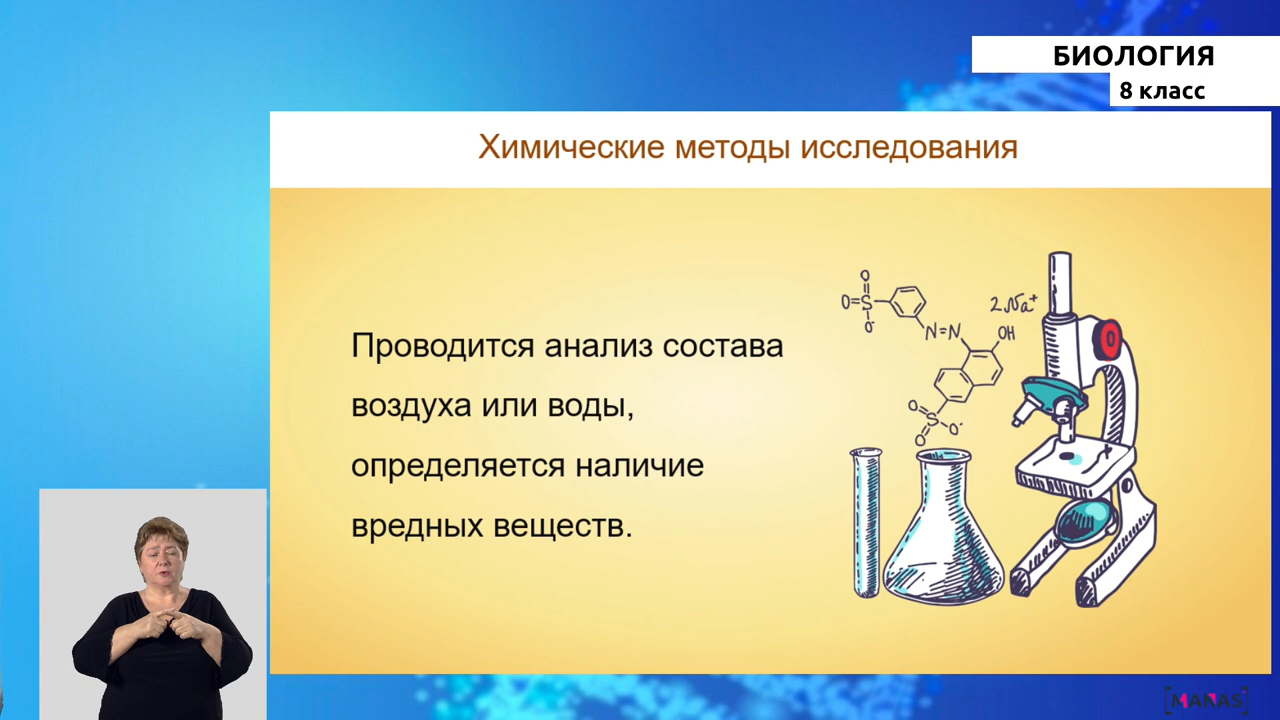 БИОЛОГИЯ
8 класс
Химические методы исследования
Проводится анализ состава
воздуха или воды,
определяется наличие
вредных веществ.
O
O=S
O-
N=N
2Na+
OH
O
S
O
O-
[MANAS]